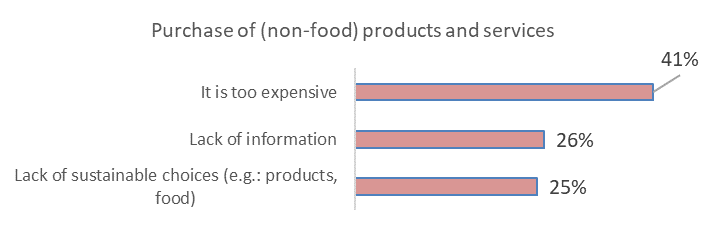 Purchase of (non-food) products and services
41%
It is too expensive
Lack of information
26%
Lack of sustainable choices (e.g.: products,
food)
25%